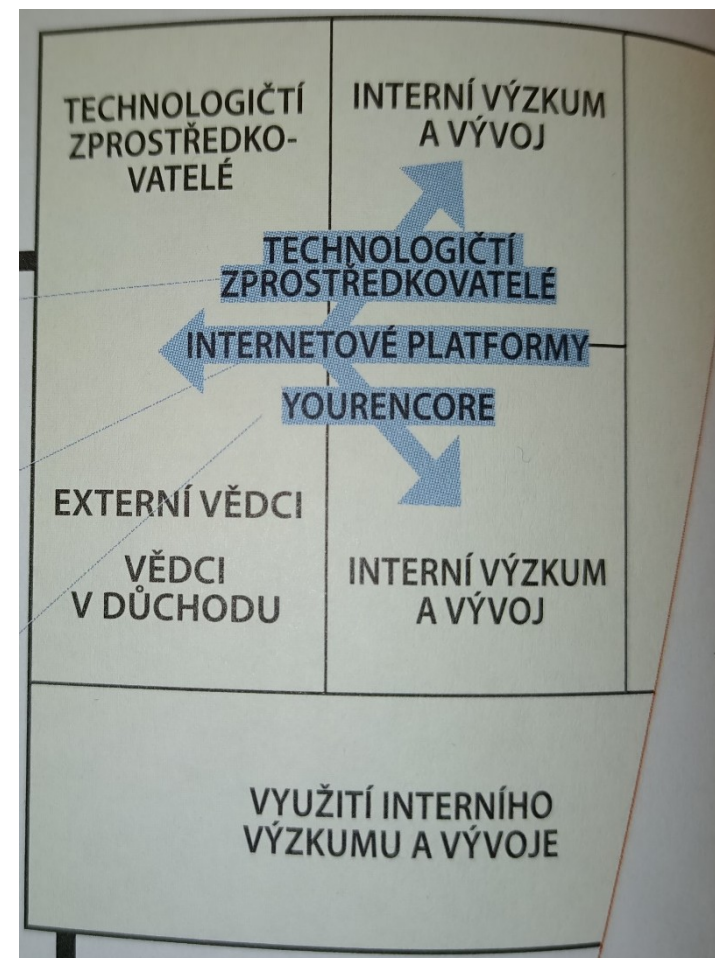 TECHNOLOGIČTÍ
ZPROSTŘEDKO-
VATELÉ
INTERNÍ VÝZKUM
A VÝVOJ
TECHNOLOGIČTÍ
ZPROSTŘEDKOVATELÉ
INTERNETOVÉ PLATFORMY
YOURENCORE
EXTERNÍ VĚDCI
VĚDCI
V DŮCHODU
INTERNÍ VÝZKUM
A VÝVOJ
VYUŽITÍ INTERNÍHO
VÝZKUMU A VÝVOJE